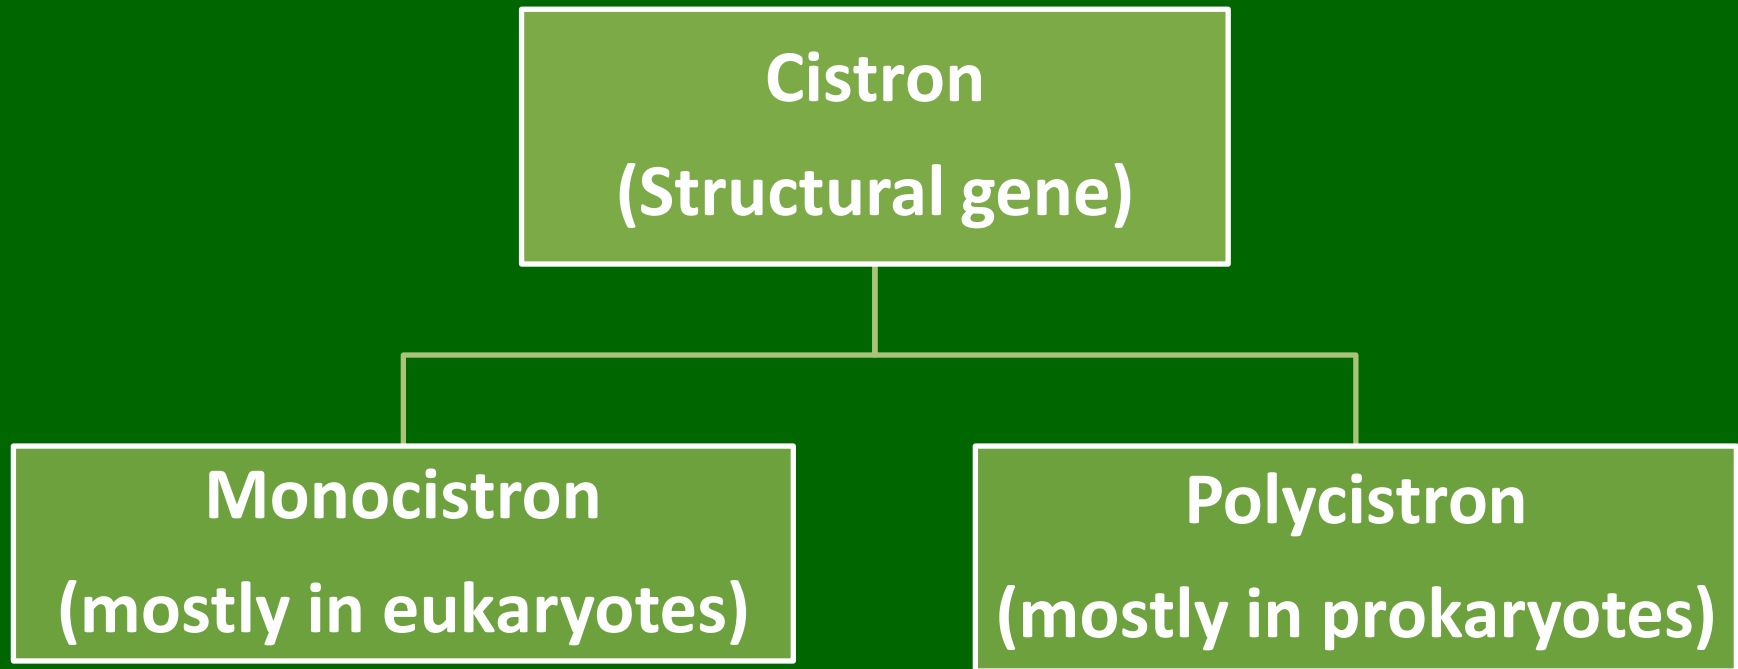 Cistron
(Structural gene)
Monocistron
(mostly in eukaryotes)
Polycistron
(mostly in prokaryotes)